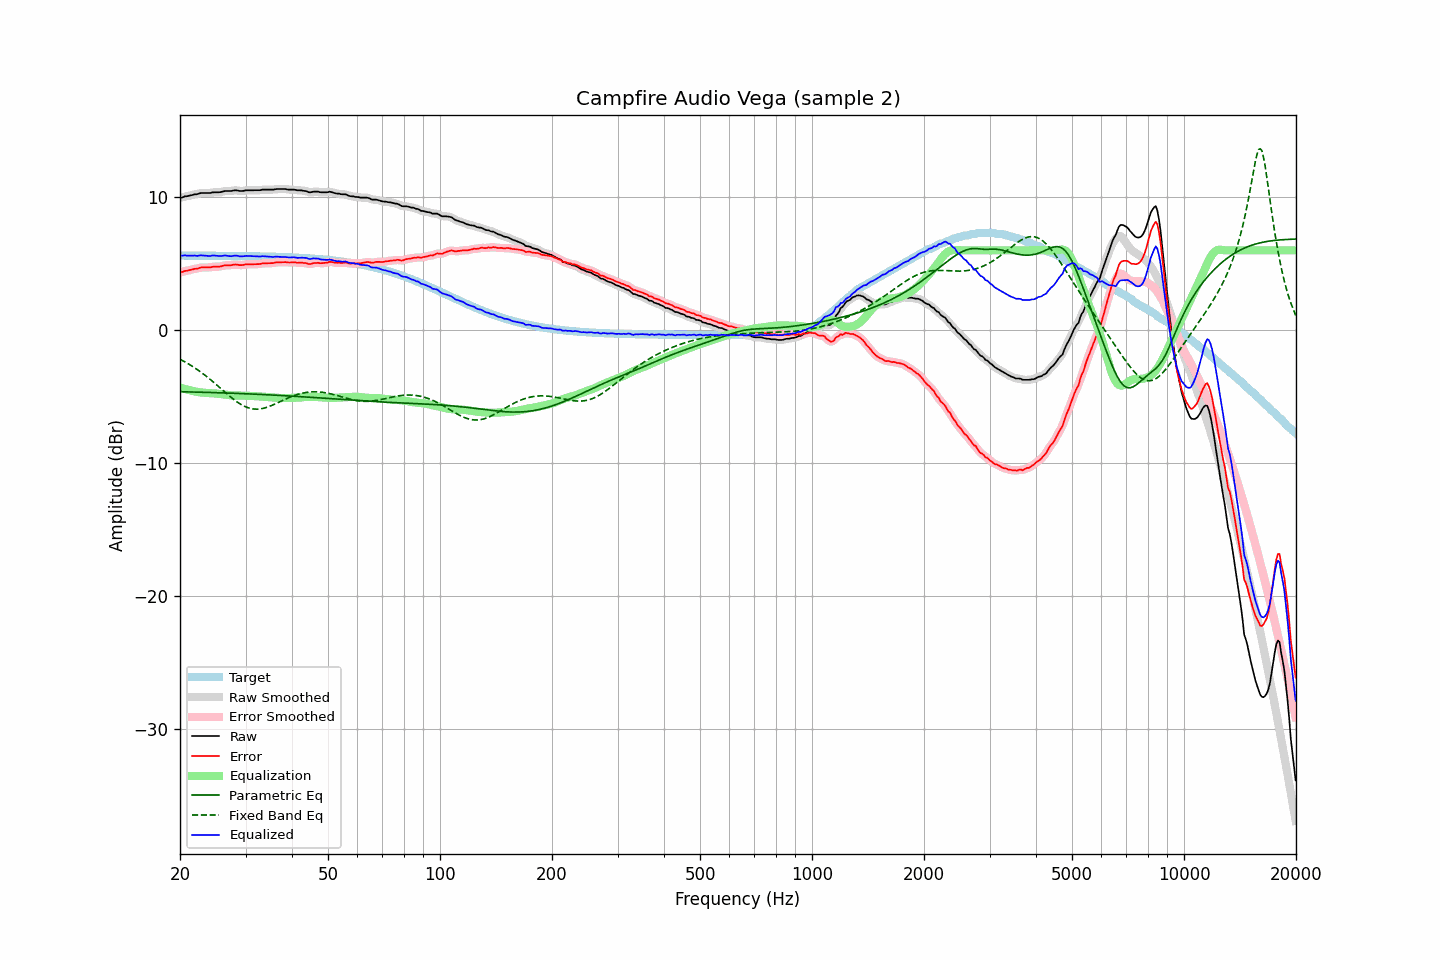 Campfire Audio Vega (sample 2)
Amplitude (dBr)
10
0
−10
−20
−30
Target
Raw Smoothed
Error Smoothed
Raw
Error
Equalization
Parametric Eq
Fixed Band Eq
Equalized
20 50 100 200 500 1000 2000 5000 10000 20000
Frequency (Hz)